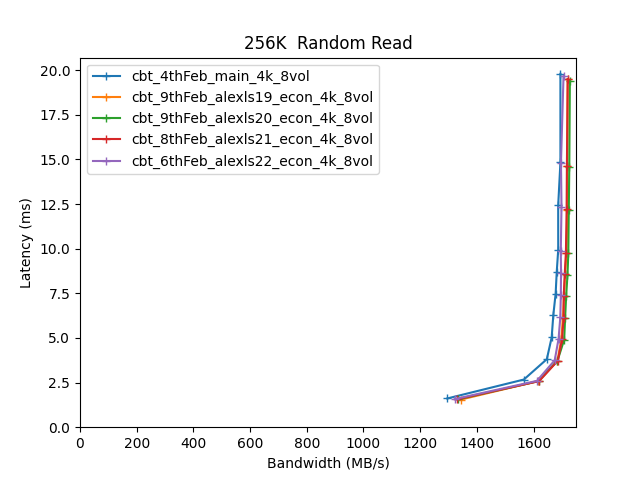 256K  Random Read
20.0
17.5
15.0
12.5
10.0
7.5
5.0
2.5
0.0
Latency (ms)
cbt_4thFeb_main_4k_8vol
cbt_9thFeb_alexls19_econ_4k_8vol
cbt_9thFeb_alexls20_econ_4k_8vol
cbt_8thFeb_alexls21_econ_4k_8vol
cbt_6thFeb_alexls22_econ_4k_8vol
0 200 400 600 800 1000 1200 1400 1600
Bandwidth (MB/s)